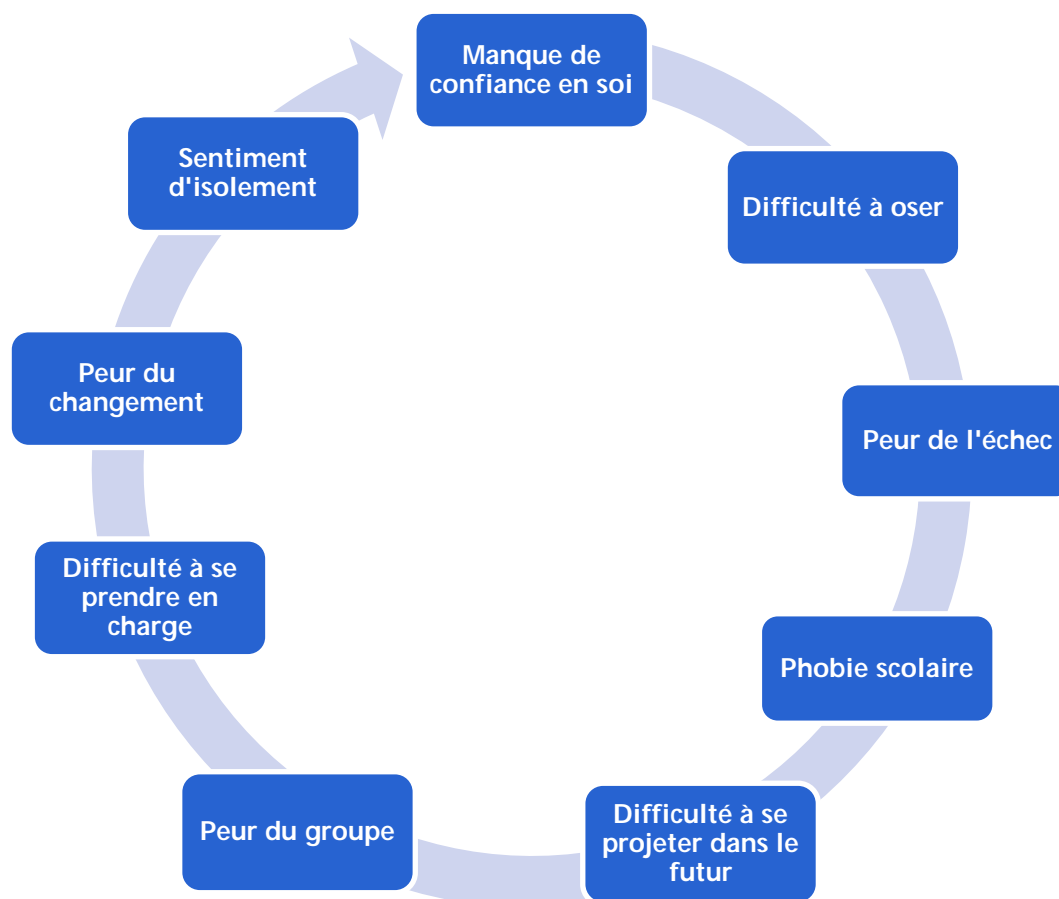 Manque de
confiance en soi
Difficulté à oser
Peur de l'échec
Phobie scolaire
Difficulté à se
projeter dans le
futur
Peur du groupe
Difficulté à se
prendre en
charge
Peur du
changement
Sentiment
d'isolement